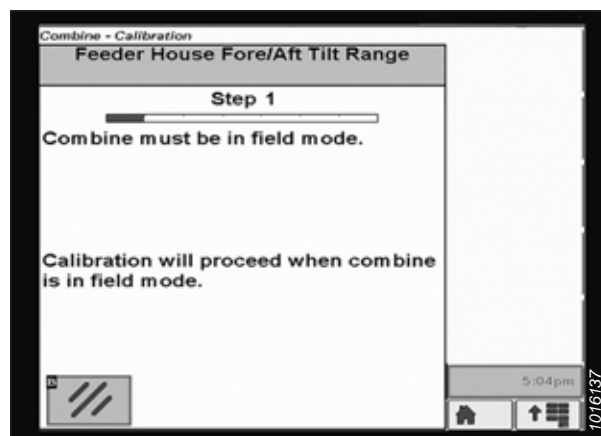 Combine - Calibration
Feeder House Fore/Aft Tilt Range
Step 1
Combine must be in field mode.
Calibration will proceed when combine
is in field mode.
5:04pm
1016137